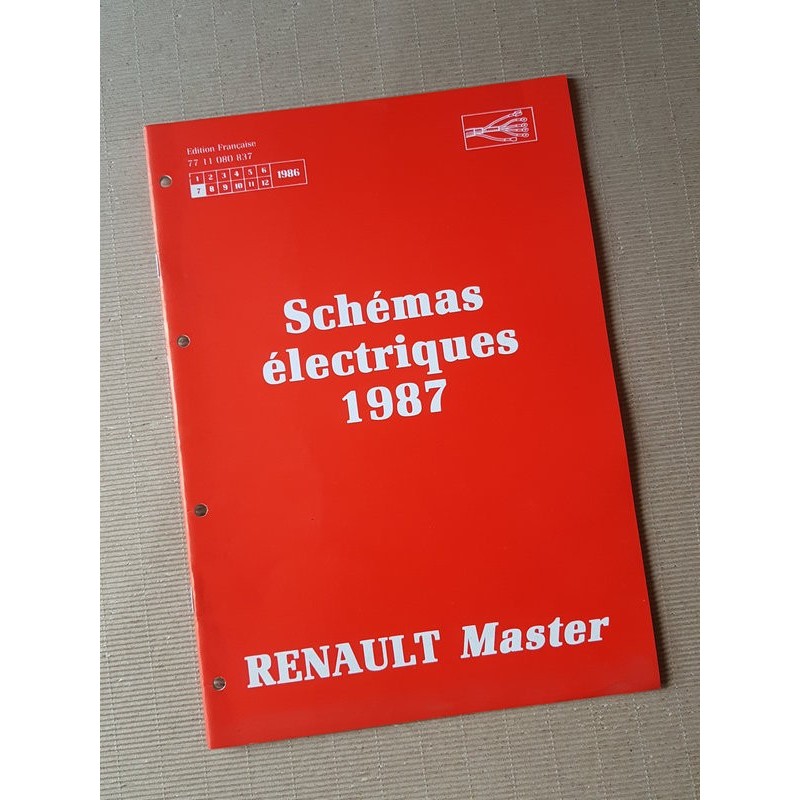 Edition Française
77 11 080 837
1 2 3 4 5 6 1986
7 8 9 10 11 12
Schémas
électriques
1987
RENAULT Master